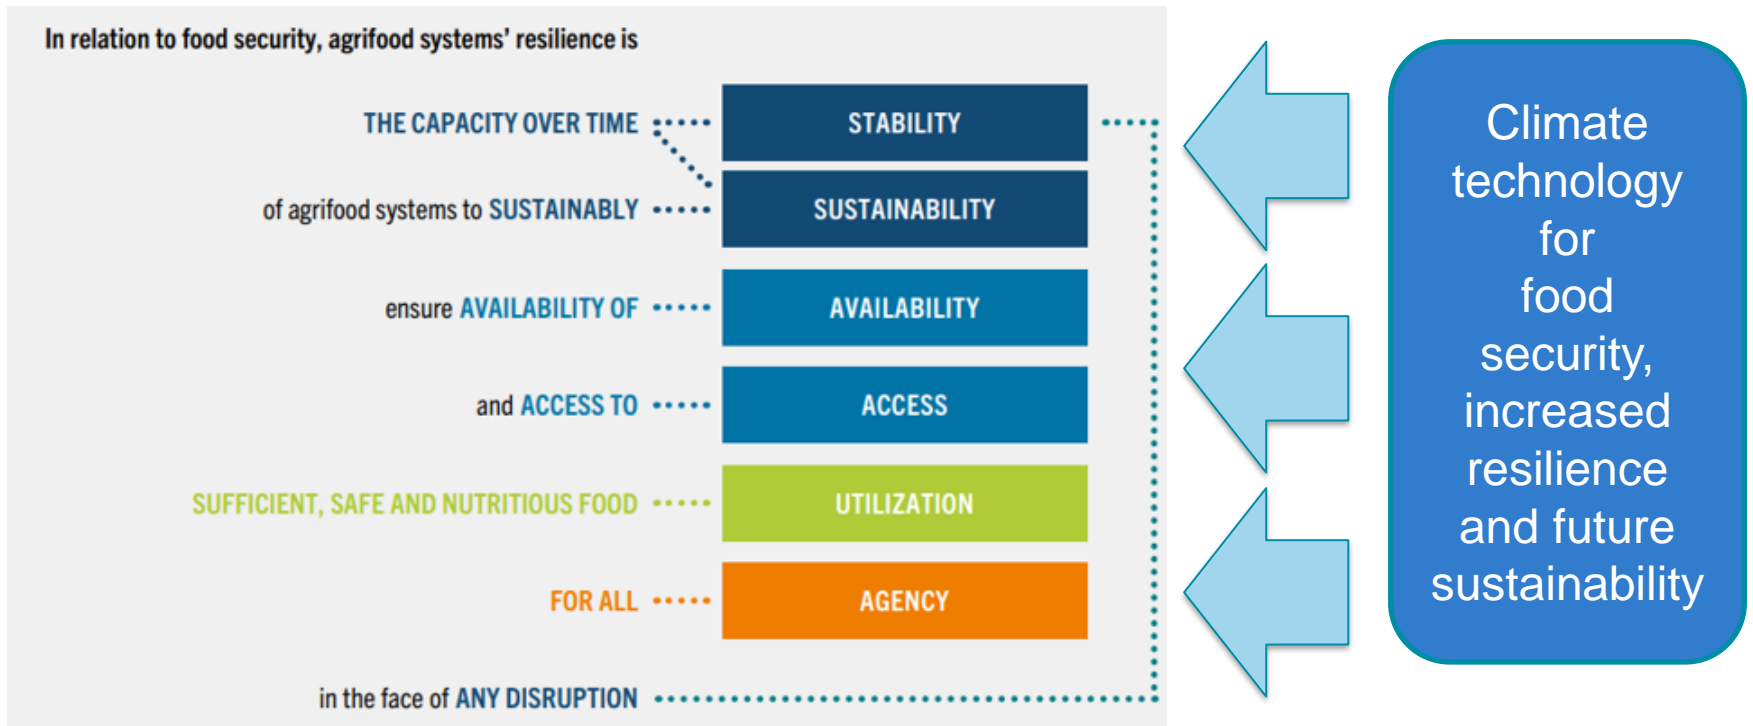 In relation to food security, agrifood systems’ resilience is
THE CAPACITY OVER TIME
STABILITY
of agrifood systems to SUSTAINABLY
SUSTAINABILITY
ensure AVAILABILITY OF
AVAILABILITY
and ACCESS TO
ACCESS
SUFFICIENT, SAFE AND NUTRITIOUS FOOD
UTILIZATION
FOR ALL
AGENCY
in the face of ANY DISRUPTION
Climate
technology
for
food
security,
increased
resilience
and future
sustainability